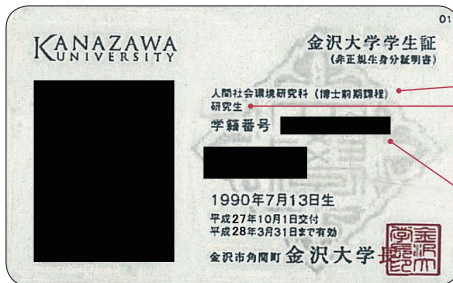 01
KANAZAWA
UNIVERSITY
金沢大学学生証
(非正規生身分証明書)
人間社会環境研究科(博士前期課程)
研究生
学籍番号
1990年7月13日生
平成27年10月1日交付
平成28年3月31日まで有効
金沢市角間町 金沢大学長